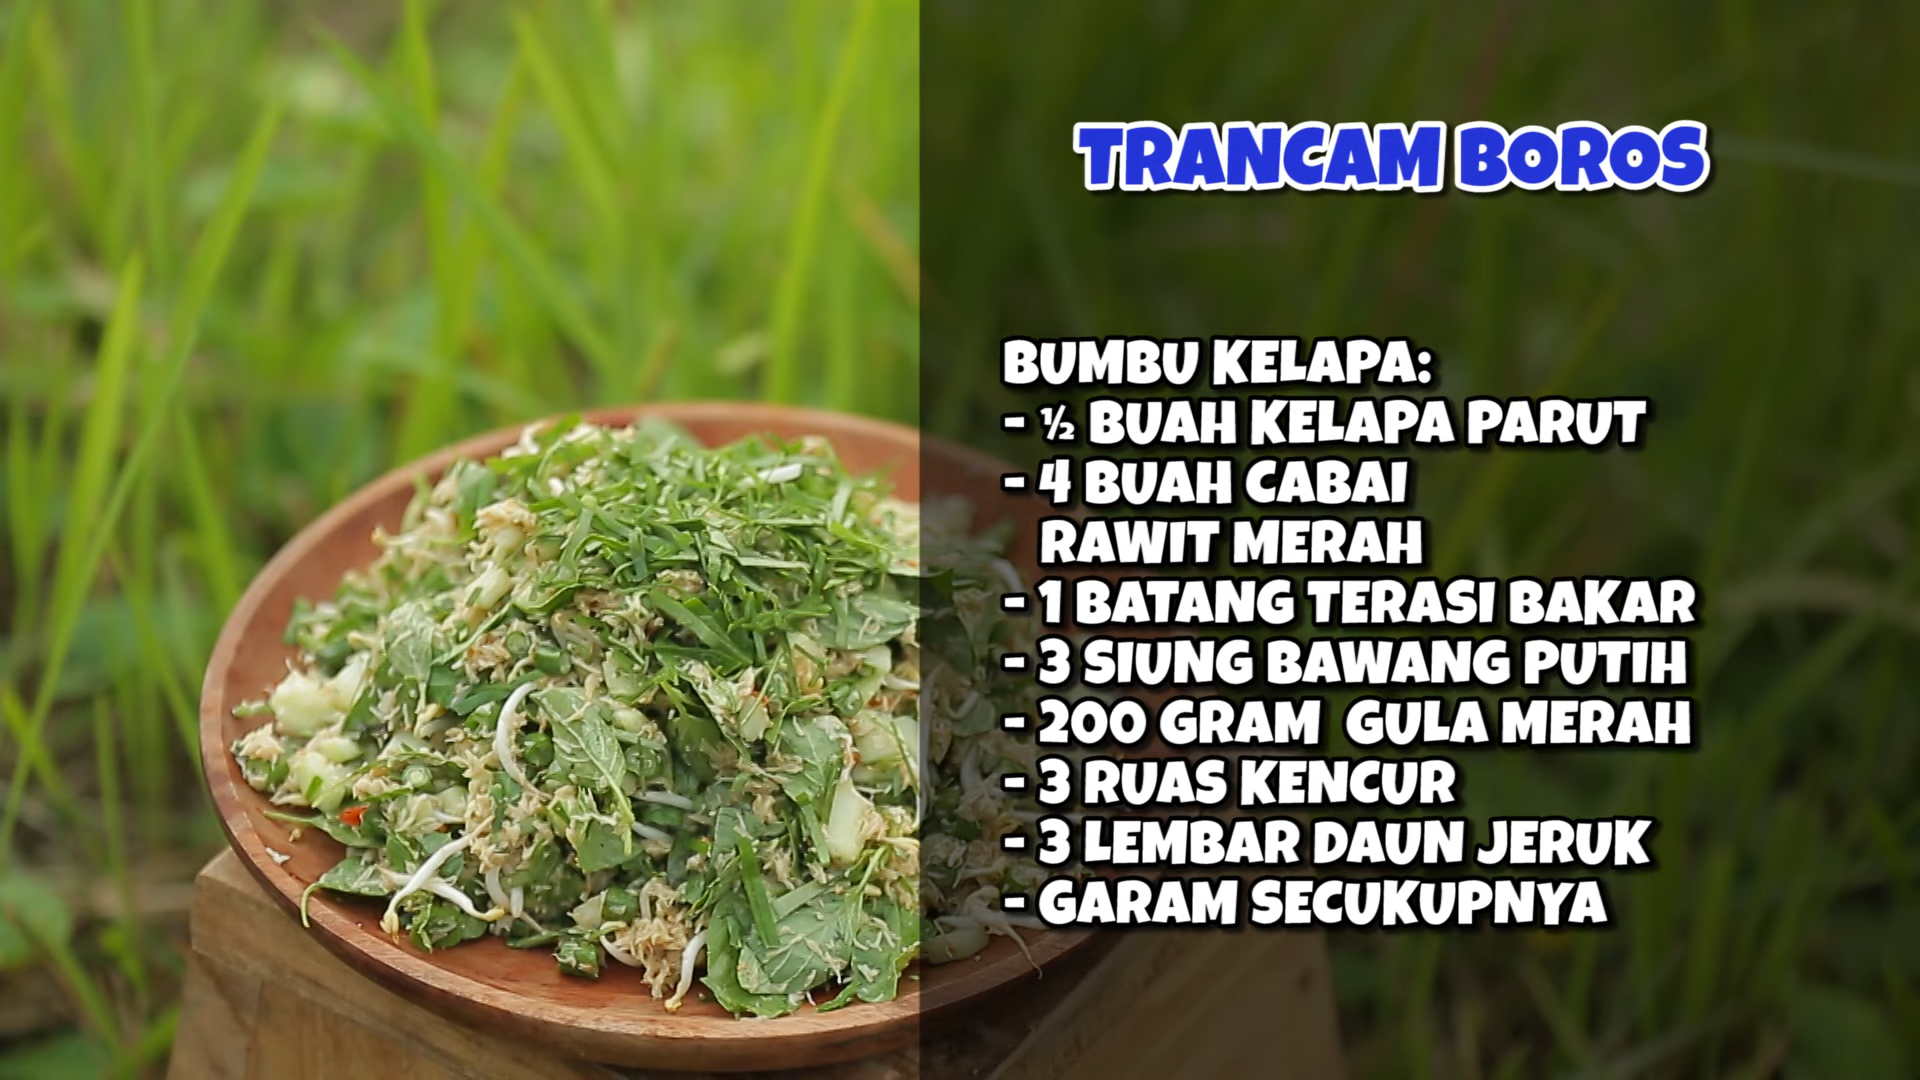 TRANCAM BOROS
BUMBU KELAPA:
- ½ BUAH KELAPA PARUT
- 4 BUAH CABAI
RAWIT MERAH
- 1 BATANG TERASI BAKAR
- 3 SIUNG BAWANG PUTIH
- 200 GRAM  GULA MERAH
- 3 RUAS KENCUR
- 3 LEMBAR DAUN JERUK
- GARAM SECUKUPNYA